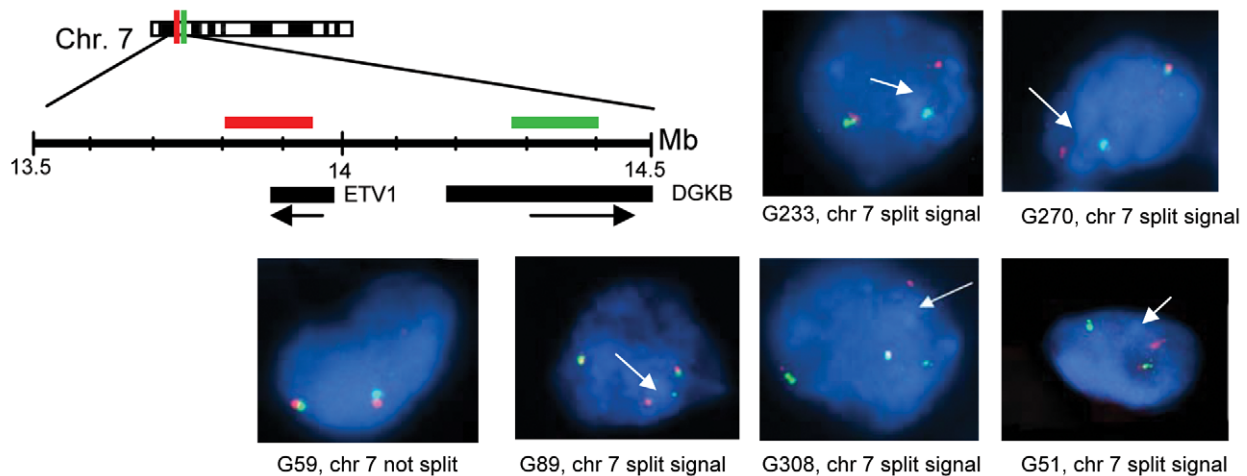 Chr. 7
Mb
13.5
14
14.5
ETV1
DGKB
G233, chr 7 split signal
G270, chr 7 split signal
G59, chr 7 not split
G89, chr 7 split signal
G308, chr 7 split signal
G51, chr 7 split signal